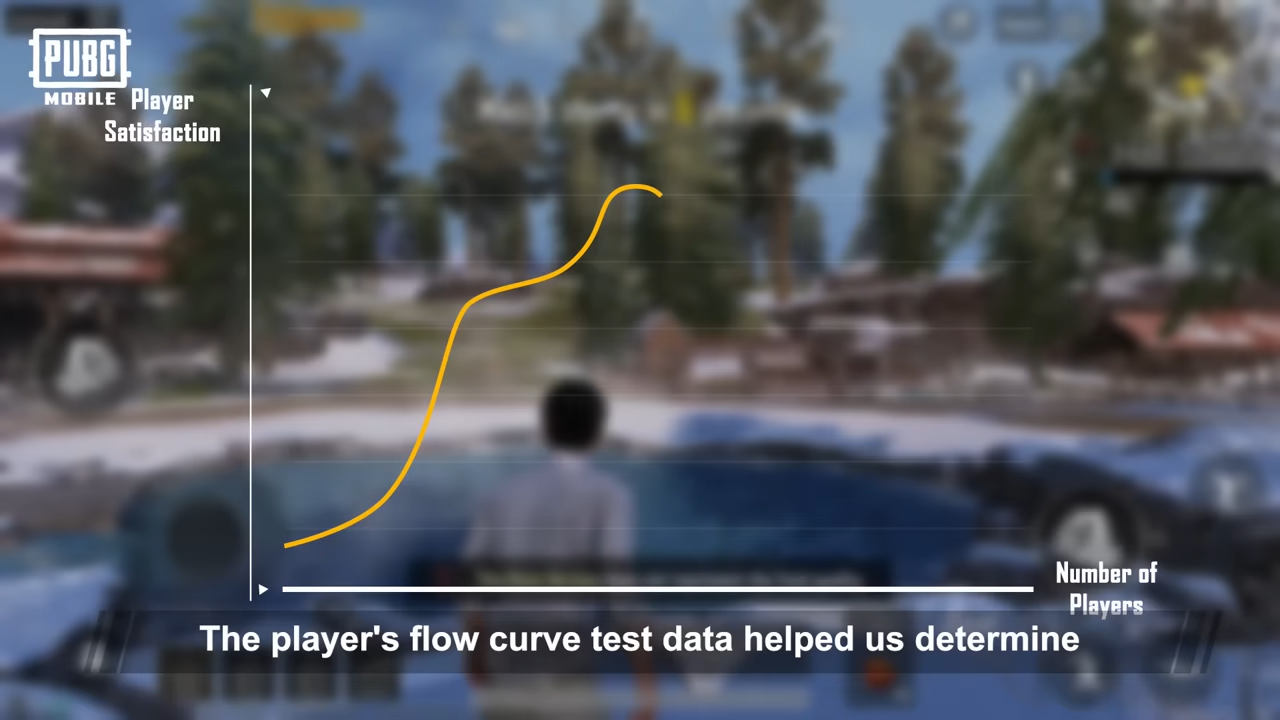 PUBG
MOBILE
Player
Satisfaction
Number of
Players
The player's flow curve test data helped us determine